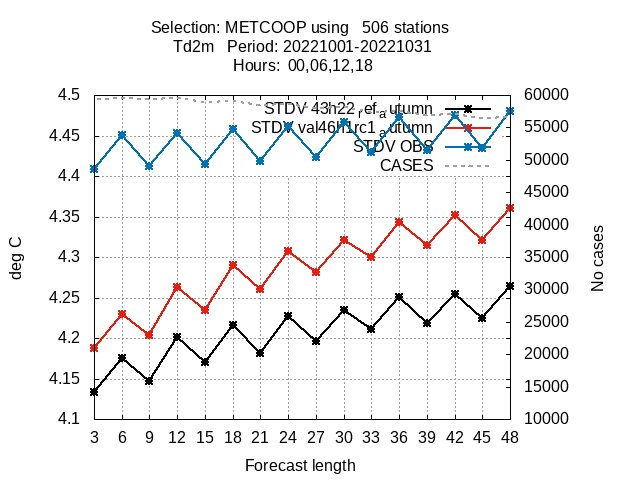 Selection: METCOOP using 506 stations
Td2m Period: 20221001-20221031
Hours: 00,06,12,18
4.5
4.45
4.4
4.35
4.3
4.25
4.2
4.15
4.1
deg C
STDV 43h22_ref_autumn
STDV val46h1rc1_autumn
STDV OBS
CASES
60000
55000
50000
45000
40000
35000
30000
25000
20000
15000
10000
No cases
3 6 9 12 15 18 21 24 27 30 33 36 39 42 45 48
Forecast length